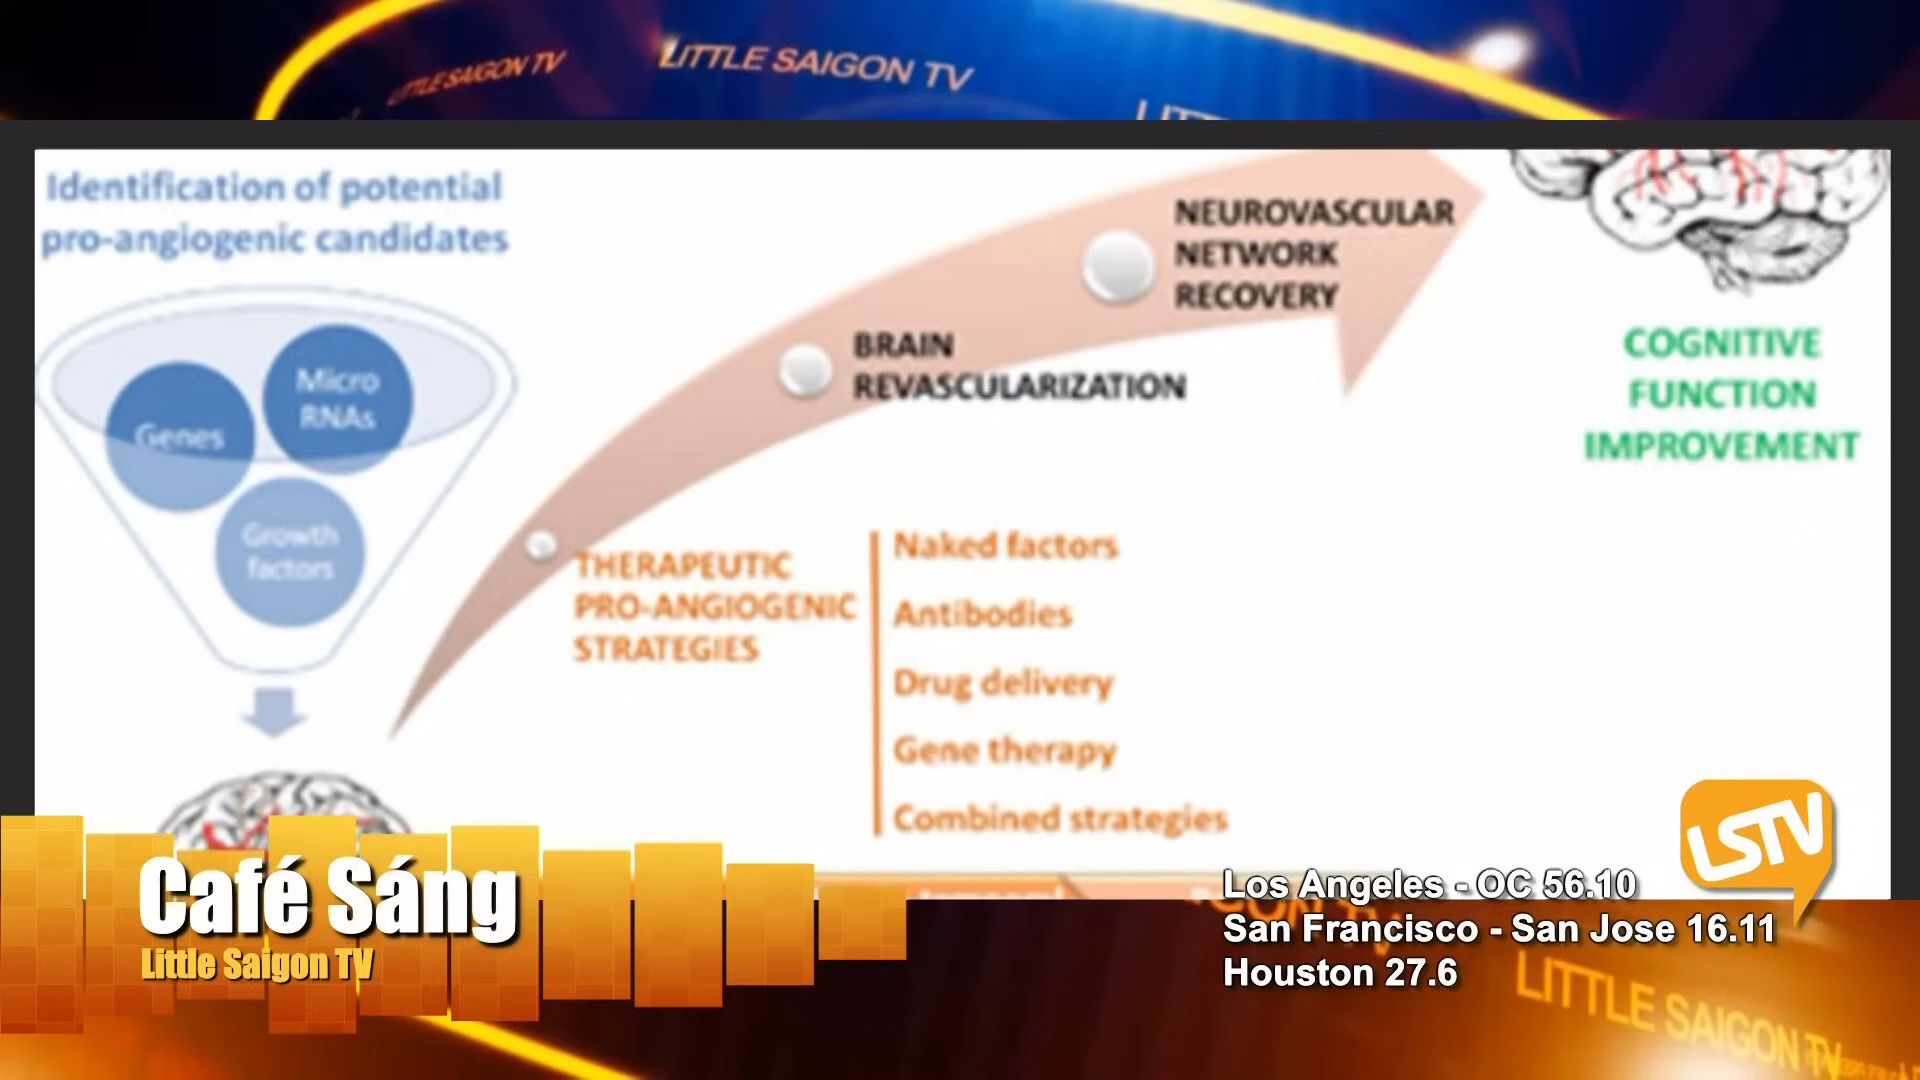 LITTLE SAIGON TV
LITTLE SAIGON TV
Identification of potential
pro-angiogenic candidates
Micro
RNAs
Genes
Growth
factors
NEUROVASCULAR
NETWORK
RECOVERY
BRAIN
REVASCULARIZATION
COGNITIVE
FUNCTION
IMPROVEMENT
THERAPEUTIC
PRO-ANGIOGENIC
STRATEGIES
Naked factors
Antibodies
Drug delivery
Gene therapy
Combined strategies
Café Sáng
Little Saigon TV
LSTV
Los Angeles - OC 56.10
San Francisco - San Jose 16.11
Houston 27.6
LITTLE SAIGON TV